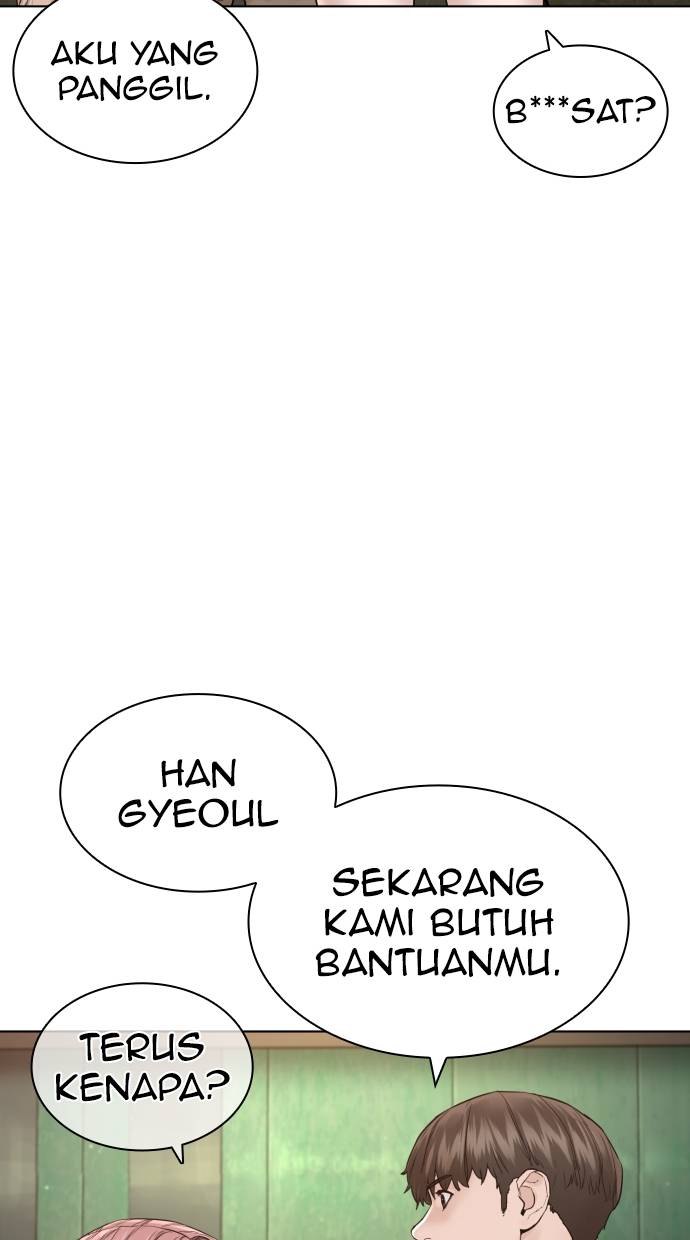 AKU YANG
PANGGIL.
B***SAT?
HAN
GYEOUL
SEKARANG
KAMI BUTUH
BANTUANMU.
TERUS
KENAPA?